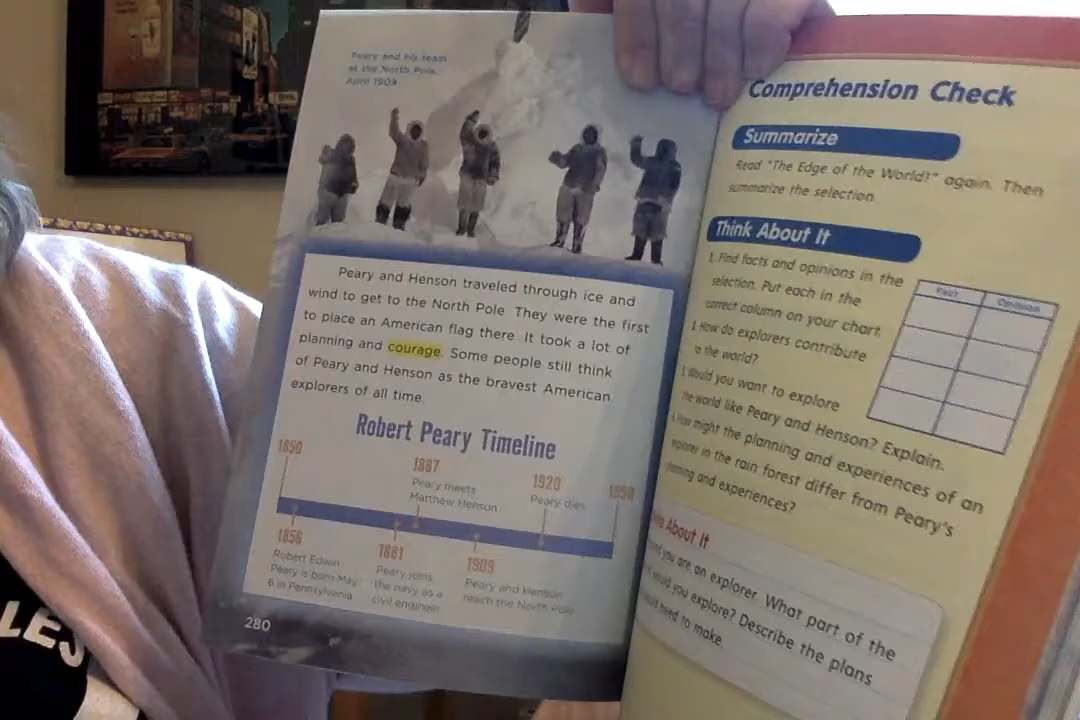 Peary and his team
at the North Pole,
April 1909
Peary and Henson traveled through ice and
wind to get to the North Pole. They were the first
to place an American flag there. It took a lot of
planning and courage. Some people still think
of Peary and Henson as the bravest American
explorers of all time.
Robert Peary Timeline
1850
1887
Peary meets
Matthew Henson
1920
Peary dies
1950
1856
Robert Edwin
Peary is born May
6 in Pennsylvania
1881
Peary joins
the navy as a
civil engineer
1909
Peary and Henson
reach the North Pole
280
Comprehension Check
Summarize
Read "The Edge of the World!" again. Then
summarize the selection.
Think About It
1. Find facts and opinions in the
selection. Put each in the
correct column on your chart.
Fact
Opinion
2. How do explorers contribute
to the world?
3. Would you want to explore
the world like Peary and Henson? Explain.
4. How might the planning and experiences of an
explorer in the rain forest differ from Peary's
planning and experiences?
About It
you are an explorer. What part of the
would you explore? Describe the plans
need to make.
LES